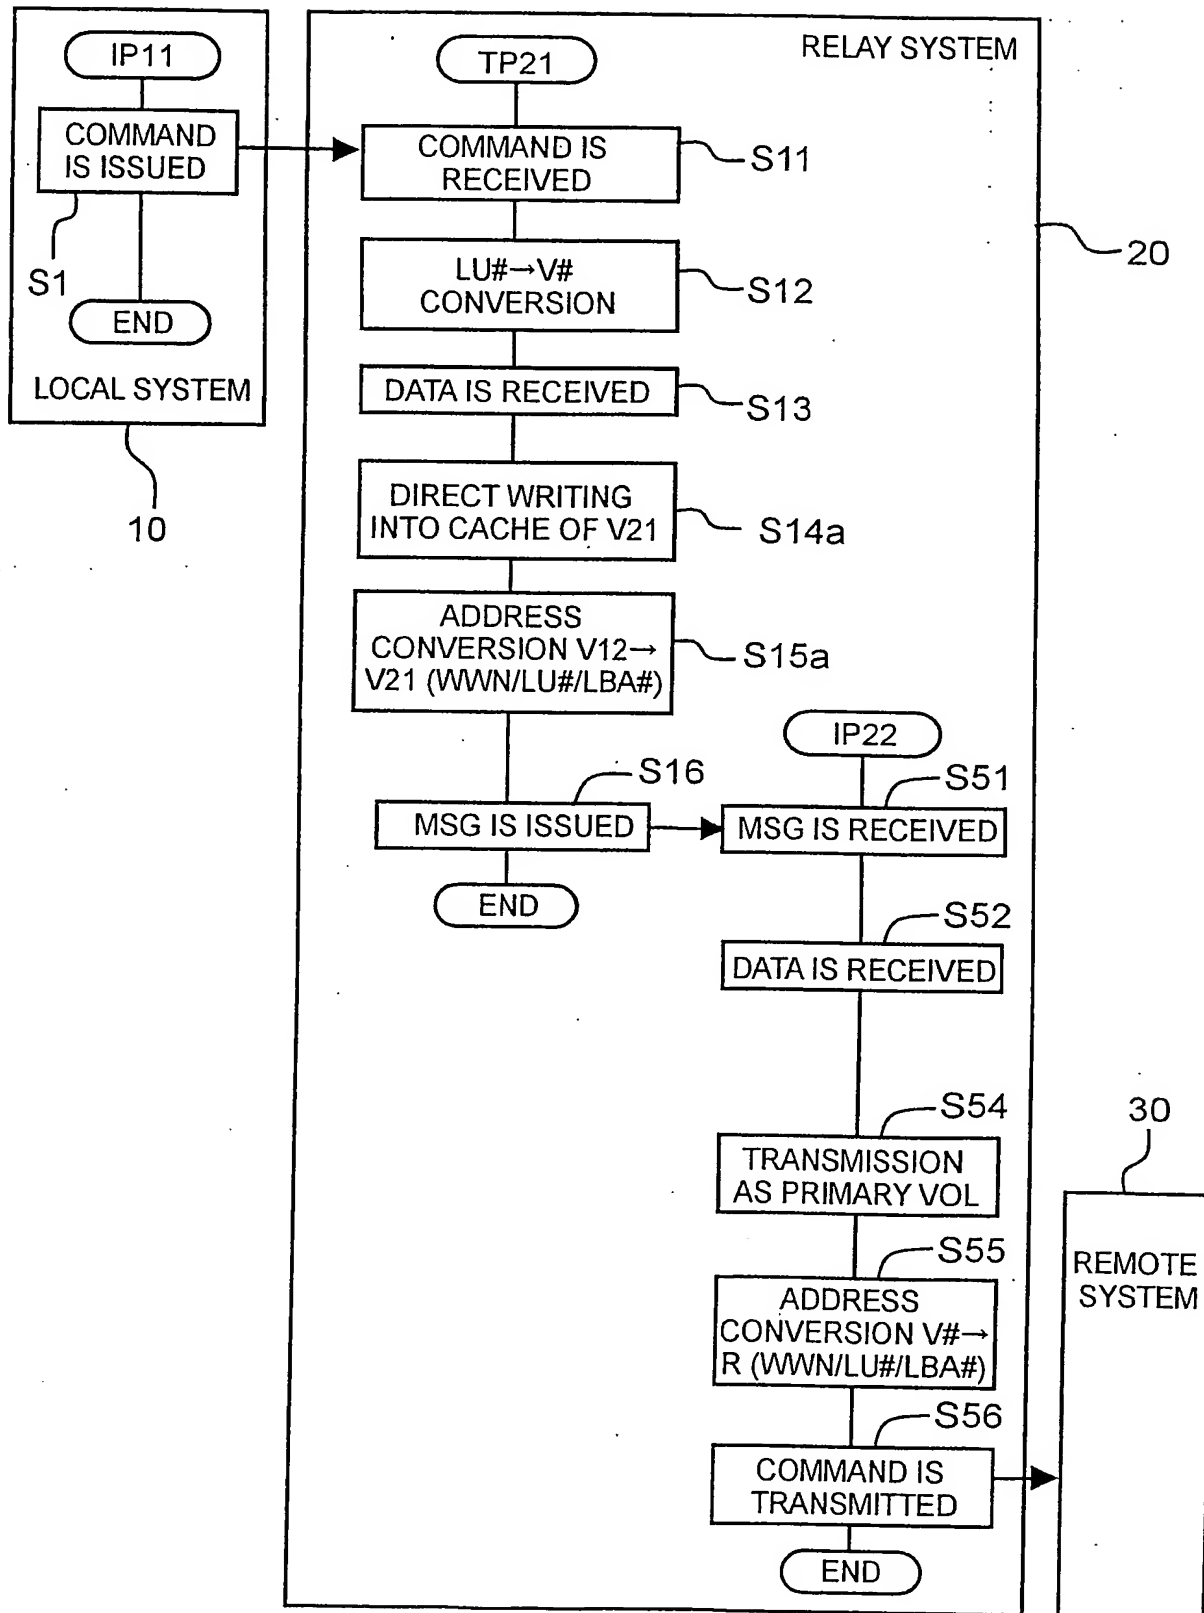 IP11
COMMAND
IS ISSUED
S1
END
LOCAL SYSTEM
10
RELAY SYSTEM
TP21
COMMAND IS
RECEIVED
S11
20
LU#→V#
CONVERSION
S12
DATA IS RECEIVED
S13
DIRECT WRITING
INTO CACHE OF V21
S14a
ADDRESS
CONVERSION V12→
V21 (WWN/LU#/LBA#)
S15a
S16
MSG IS ISSUED
END
IP22
S51
MSG IS RECEIVED
S52
DATA IS RECEIVED
S54
TRANSMISSION
AS PRIMARY VOL
S55
ADDRESS
CONVERSION V#→
R (WWN/LU#/LBA#)
S56
COMMAND IS
TRANSMITTED
END
30
REMOTE
SYSTEM